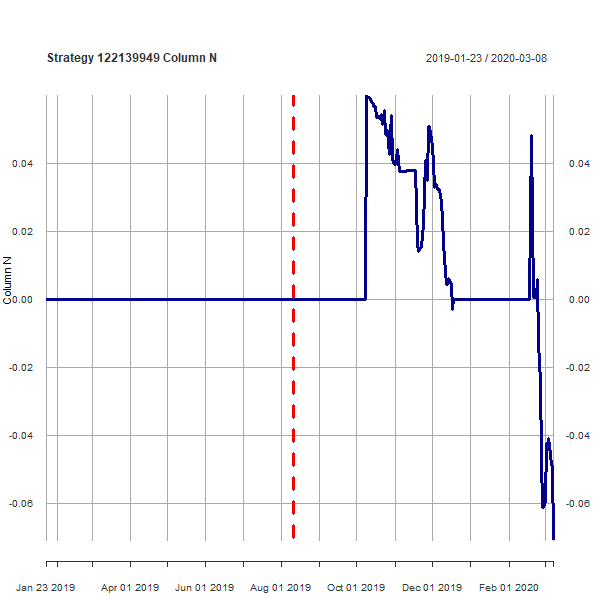 Strategy 122139949 Column N 2019-01-23 / 2020-03-08
0.04 0.04
0.02 0.02
0.00 0.00
Column N
-0.02 -0.02
-0.04 -0.04
-0.06 -0.06
Jan 23 2019 Apr 01 2019 Jun 01 2019 Aug 01 2019 Oct 01 2019 Dec 01 2019 Feb 01 2020